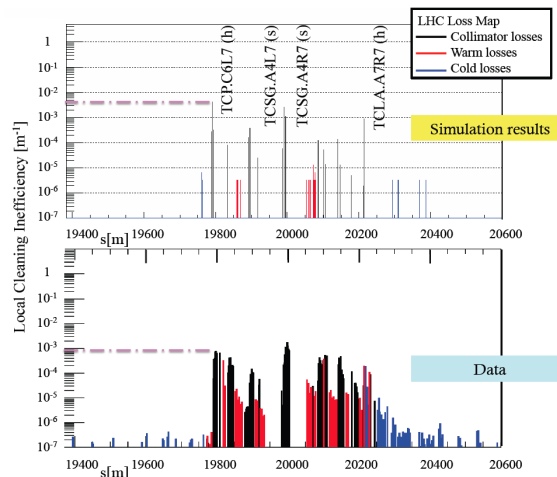 LHC Loss Map
Collimator losses
Warm losses
Cold losses
TCP.C6L7 (h)
TCSG.A4L7 (s)
TCSG.A4R7 (s)
TCLA.A7R7 (h)
Simulation results
Local Cleaning Inefficiency [m⁻¹]
1
10⁻¹
10⁻²
10⁻³
10⁻⁴
10⁻⁵
10⁻⁶
10⁻⁷
19400 19600 19800 20000 20200 20400 20600
s[m]
1
10⁻¹
10⁻²
10⁻³
10⁻⁴
10⁻⁵
10⁻⁶
10⁻⁷
Data
19400 19600 19800 20000 20200 20400 20600
s[m]